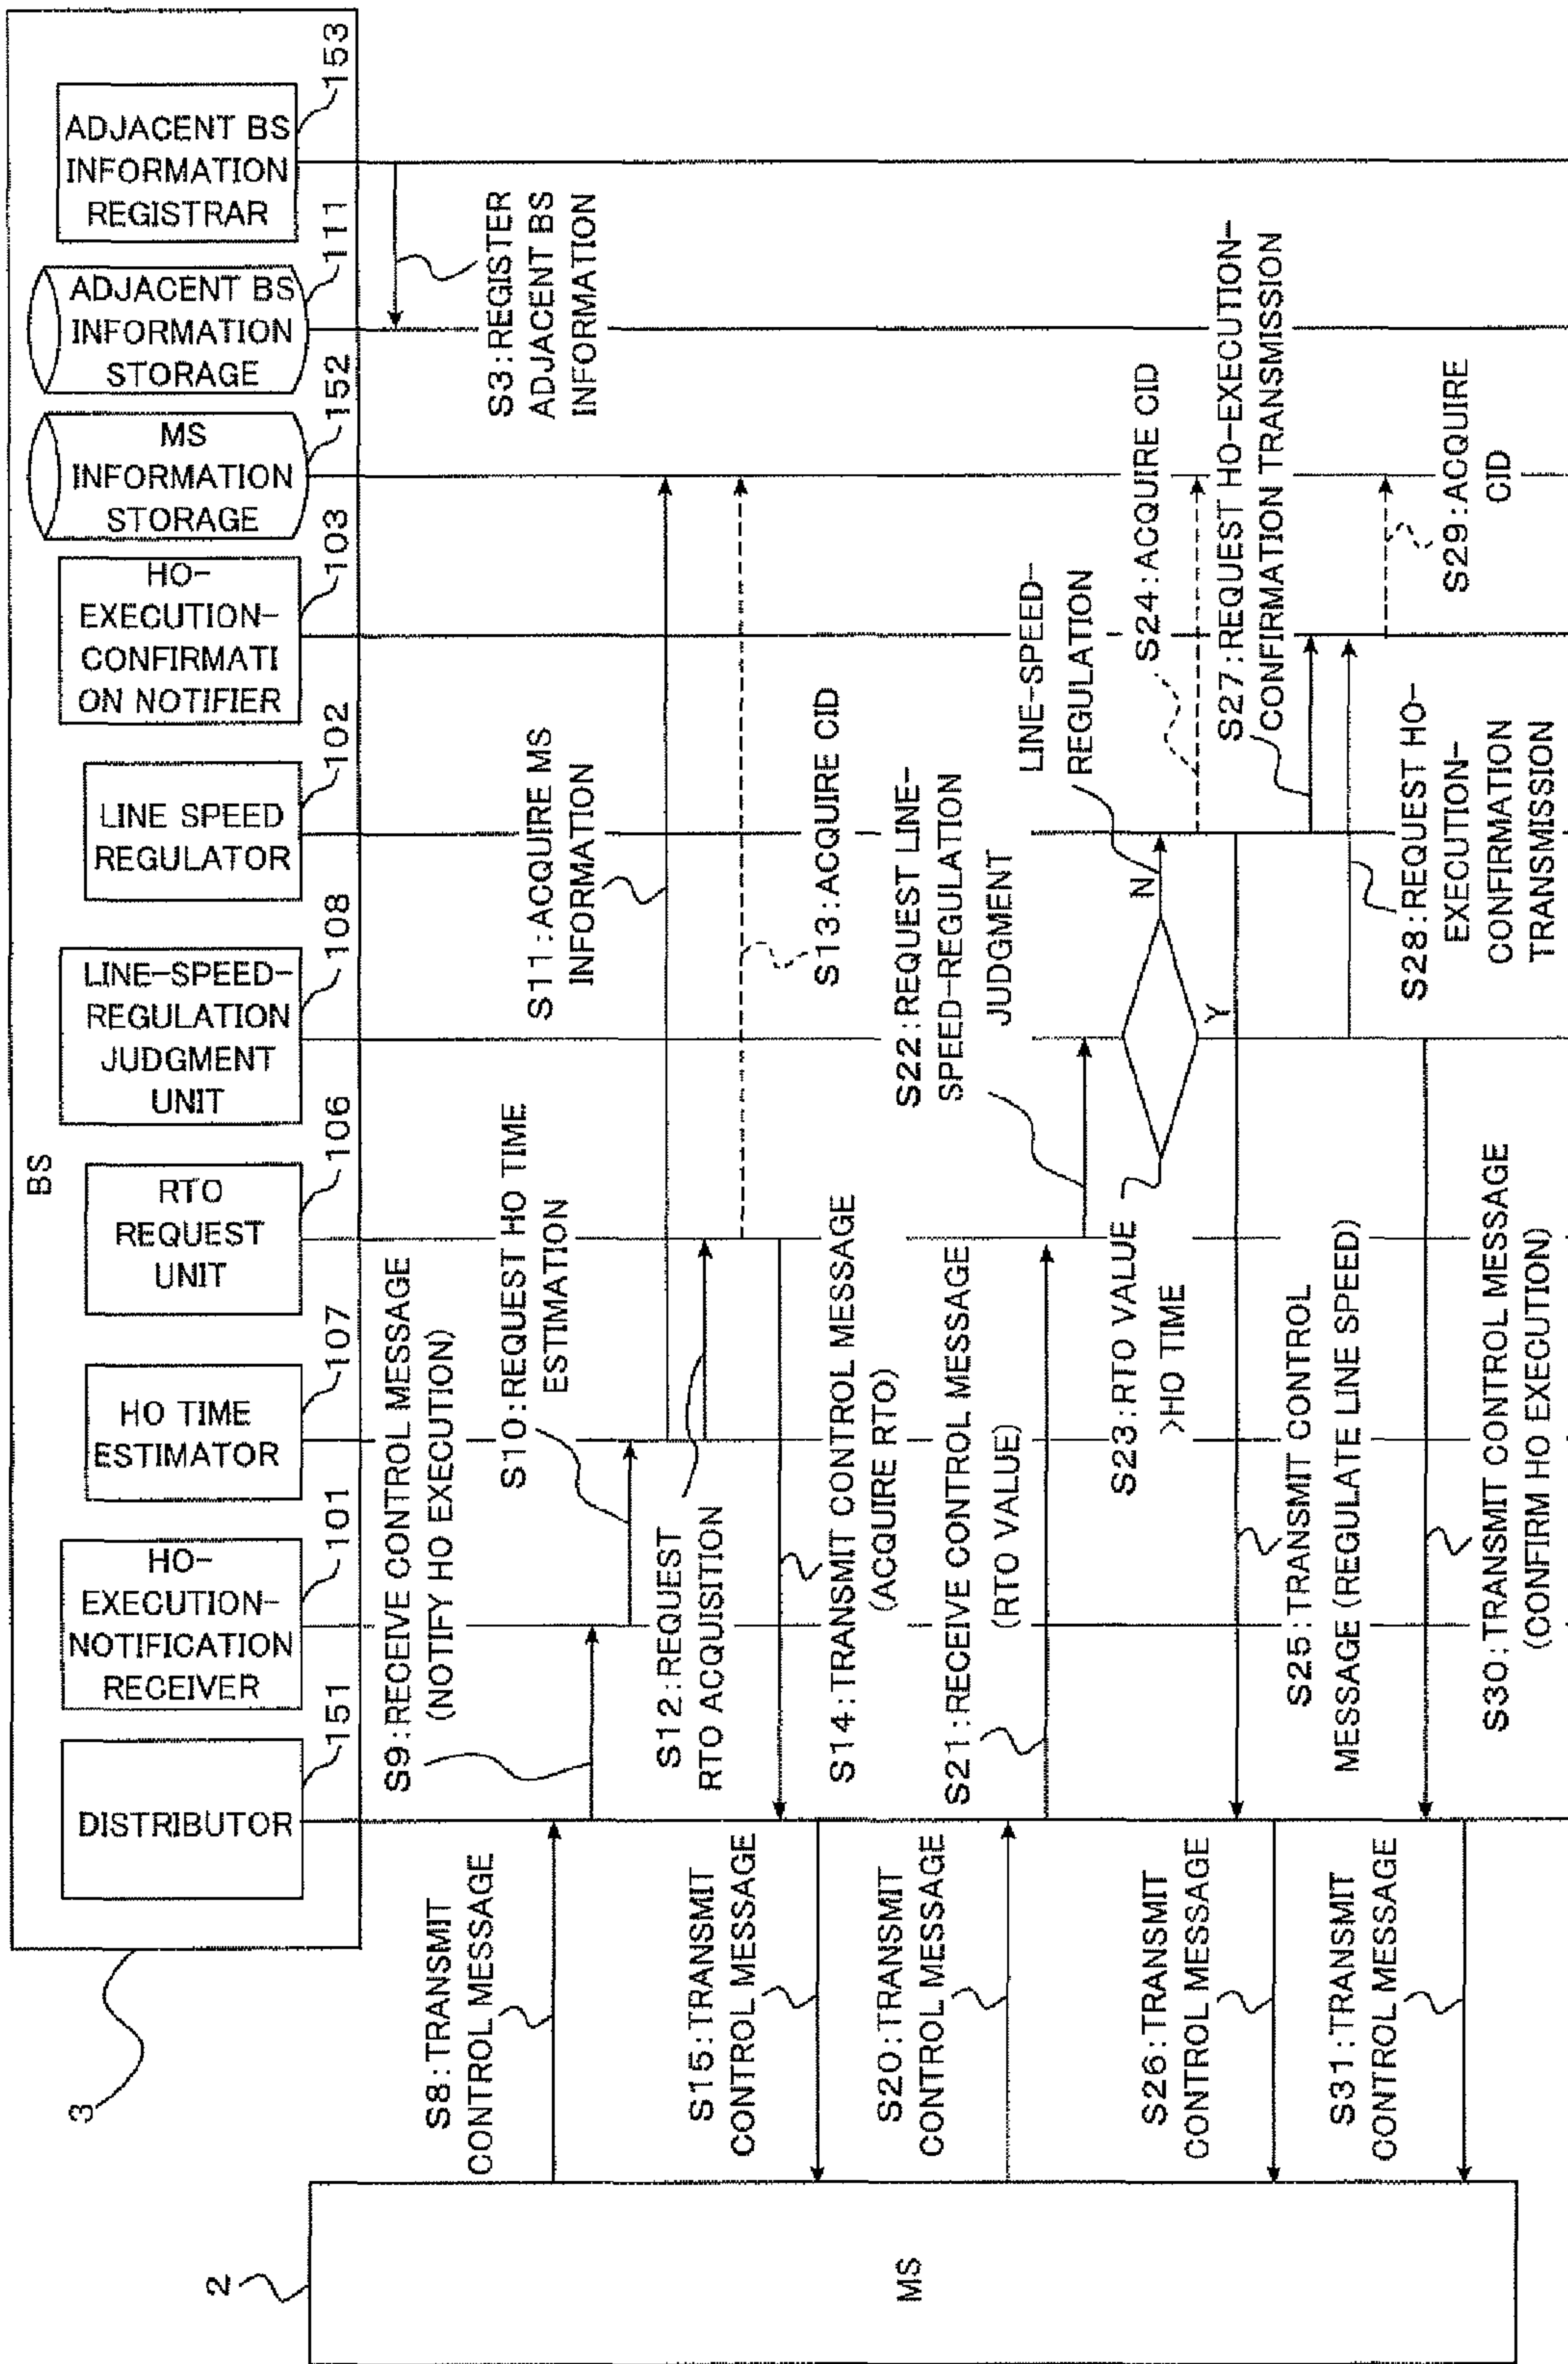 BS
DISTRIBUTOR
151
HO-
EXECUTION-
NOTIFICATION
RECEIVER
101
HO TIME
ESTIMATOR
107
RTO
REQUEST
UNIT
106
LINE-SPEED-
REGULATION
JUDGMENT
UNIT
108
LINE SPEED
REGULATOR
102
HO-
EXECUTION-
CONFIRMATI
ON NOTIFIER
103
MS
INFORMATION
STORAGE
152
ADJACENT BS
INFORMATION
STORAGE
111
ADJACENT BS
INFORMATION
REGISTRAR
153
3
2
MS
S3:REGISTER
ADJACENT BS
INFORMATION
S8:TRANSMIT
CONTROL MESSAGE
S9:RECEIVE CONTROL MESSAGE
(NOTIFY HO EXECUTION)
S10:REQUEST HO TIME
ESTIMATION
S11:ACQUIRE MS
INFORMATION
S12:REQUEST
RTO ACQUISITION
S13:ACQUIRE CID
S14:TRANSMIT CONTROL MESSAGE
(ACQUIRE RTO)
S15:TRANSMIT
CONTROL MESSAGE
S20:TRANSMIT
CONTROL MESSAGE
S21:RECEIVE CONTROL MESSAGE
(RTO VALUE)
S22:REQUEST LINE-
SPEED-REGULATION
JUDGMENT
S23:RTO VALUE
>HO TIME
N
Y
LINE-SPEED-
REGULATION
S24:ACQUIRE CID
S25:TRANSMIT CONTROL
MESSAGE (REGULATE LINE SPEED)
S26:TRANSMIT
CONTROL MESSAGE
S27:REQUEST HO-EXECUTION-
CONFIRMATION TRANSMISSION
S28:REQUEST HO-
EXECUTION-
CONFIRMATION
TRANSMISSION
S29:ACQUIRE
CID
S30:TRANSMIT CONTROL MESSAGE
(CONFIRM HO EXECUTION)
S31:TRANSMIT
CONTROL MESSAGE